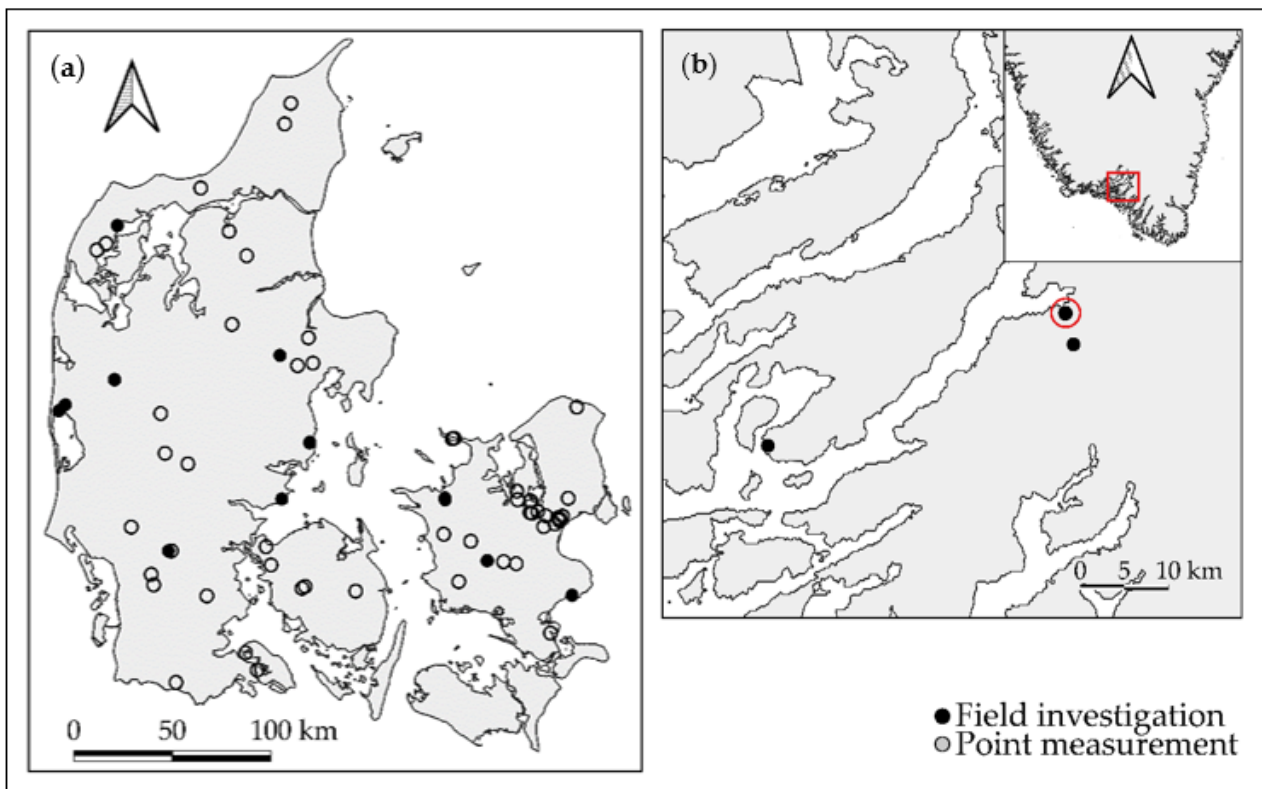 (a)
(b)
0 50 100 km
0 5 10 km
Field investigation
Point measurement